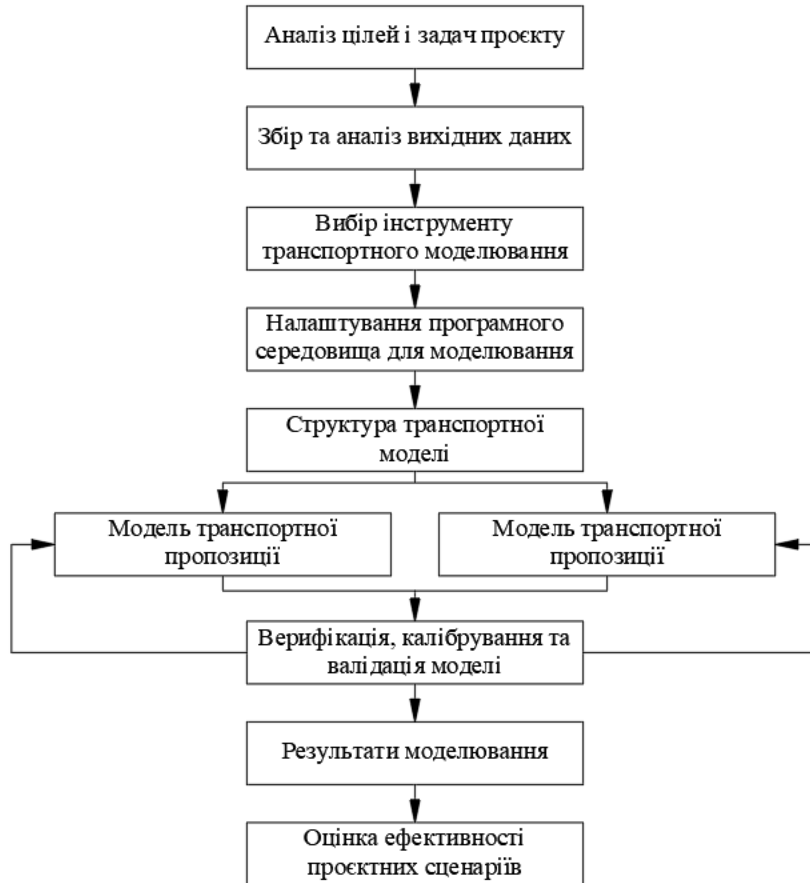 Аналіз цілей і задач проєкту
Збір та аналіз вихідних даних
Вибір інструменту
транспортного моделювання
Налаштування програмного
середовища для моделювання
Структура транспортної
моделі
Модель транспортної
пропозиції
Модель транспортної
пропозиції
Верифікація, калібрування та
валідація моделі
Результати моделювання
Оцінка ефективності
проєктних сценаріїв